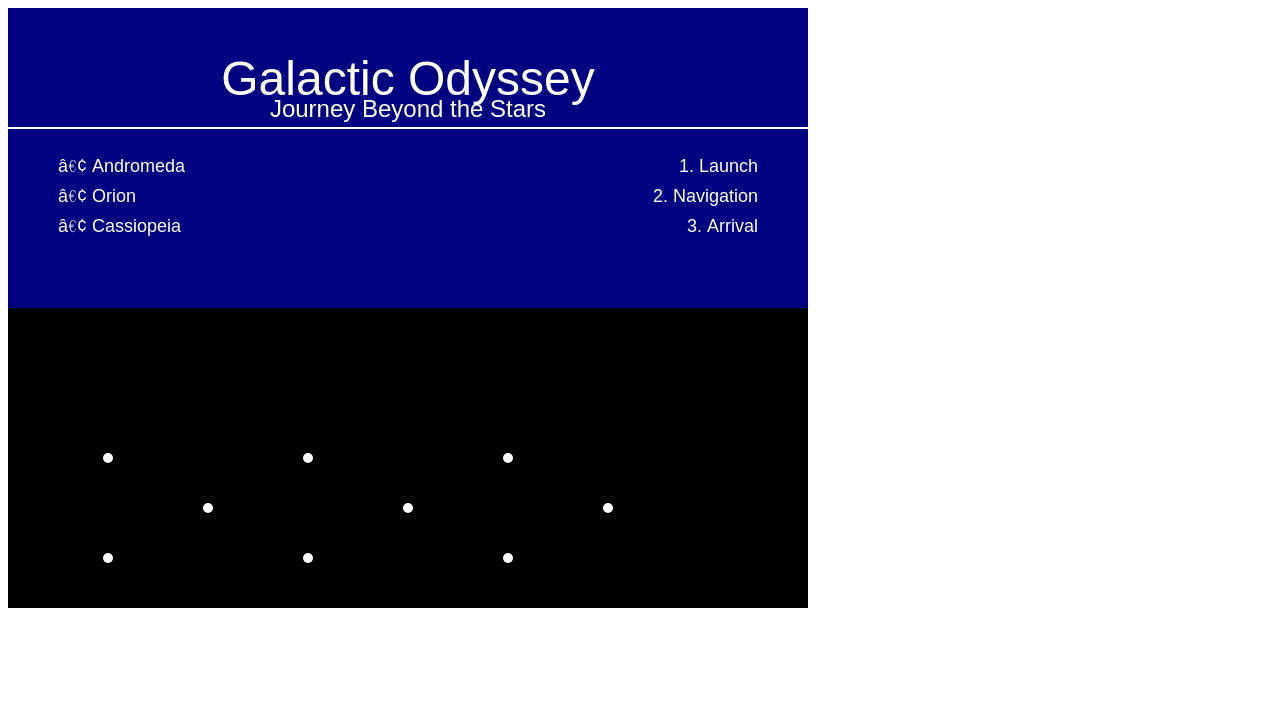 Galactic Odyssey
Journey Beyond the Stars
â€¢ Andromeda
â€¢ Orion
â€¢ Cassiopeia
1. Launch
2. Navigation
3. Arrival